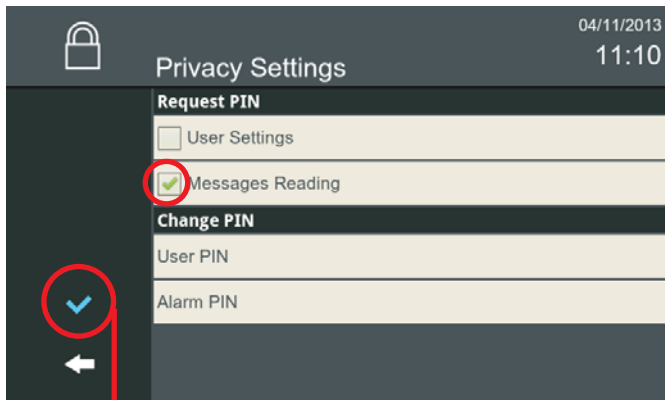 04/11/2013
11:10
Privacy Settings
Request PIN
User Settings
Messages Reading
Change PIN
User PIN
Alarm PIN